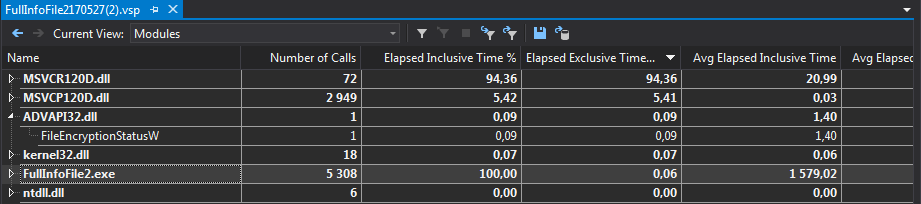 FullInfoFile2170527(2).vsp
Current View: Modules
Name Number of Calls Elapsed Inclusive Time % Elapsed Exclusive Time... Avg Elapsed Inclusive Time Avg Elapsed
MSVCR120D.dll 72 94,36 94,36 20,99
MSVCP120D.dll 2 949 5,42 5,41 0,03
ADVAPI32.dll 1 0,09 0,09 1,40
FileEncryptionStatusW 1 0,09 0,09 1,40
kernel32.dll 18 0,07 0,07 0,06
FullInfoFile2.exe 5 308 100,00 0,06 1 579,02
ntdll.dll 6 0,00 0,00 0,00